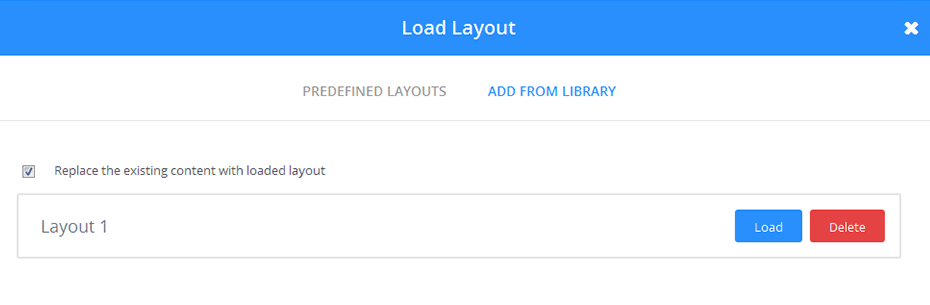 Load Layout
PREDEFINED LAYOUTS ADD FROM LIBRARY
Replace the existing content with loaded layout
Layout 1 Load Delete